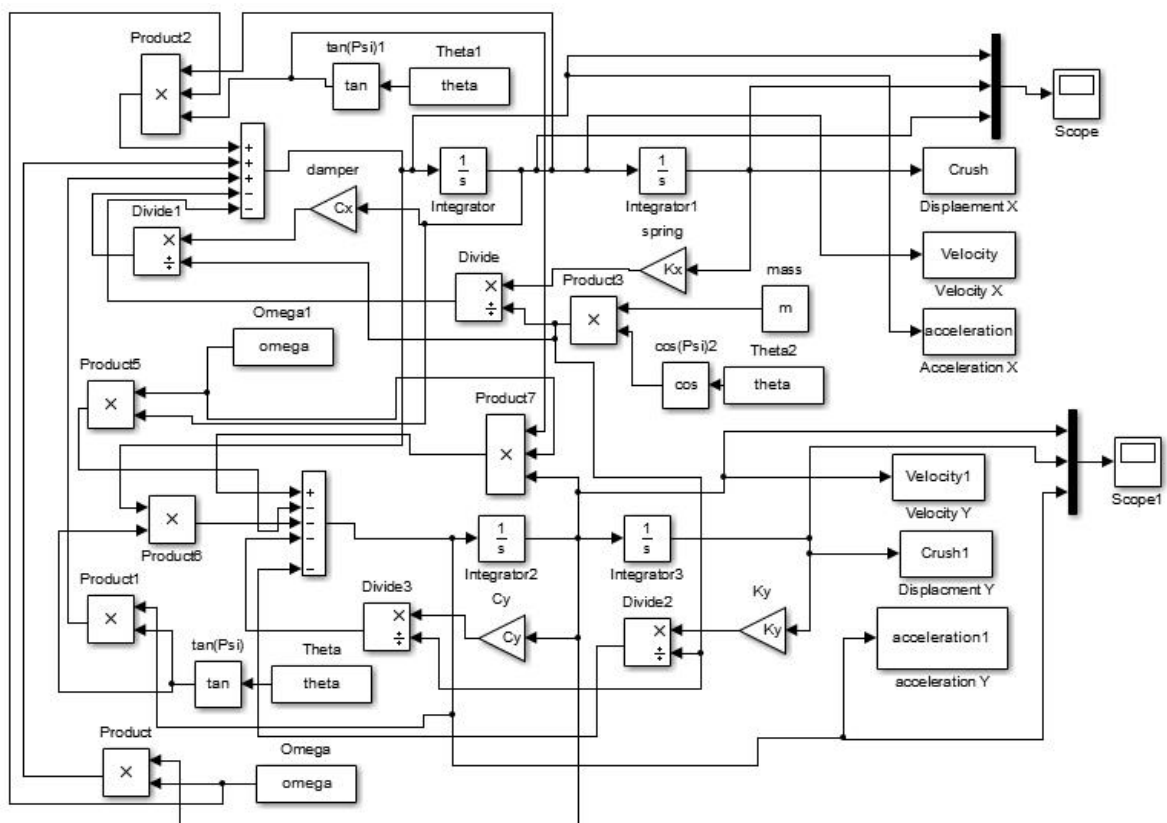 Product2
×
tan(Psi)1
tan
Theta1
theta
Scope
+
+
+
−
−
damper
Cx
1
s
Integrator
1
s
Integrator1
Crush
Displaement X
Divide1
×
÷
spring
Kx
Divide
×
÷
Product3
×
mass
m
Velocity
Velocity X
acceleration
Acceleration X
Omega1
omega
cos(Psi)2
cos
Theta2
theta
Product5
×
Product7
×
+
−
−
−
−
Velocity1
Velocity Y
Scope1
×
Product6
1
s
Integrator2
1
s
Integrator3
Crush1
Displacment Y
Product1
×
Divide3
×
÷
Cy
Cy
Divide2
×
÷
Ky
Ky
acceleration1
acceleration Y
tan(Psi)
tan
Theta
theta
Product
×
Omega
omega